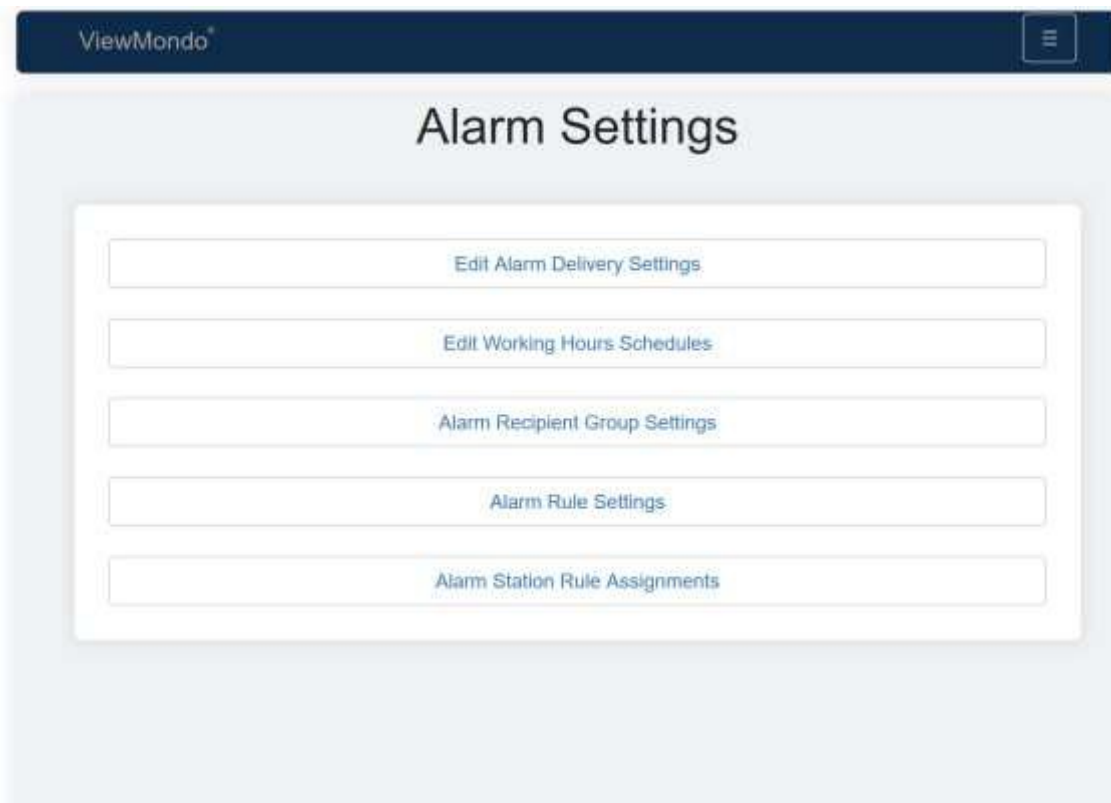 ViewMondo®
Alarm Settings
Edit Alarm Delivery Settings
Edit Working Hours Schedules
Alarm Recipient Group Settings
Alarm Rule Settings
Alarm Station Rule Assignments